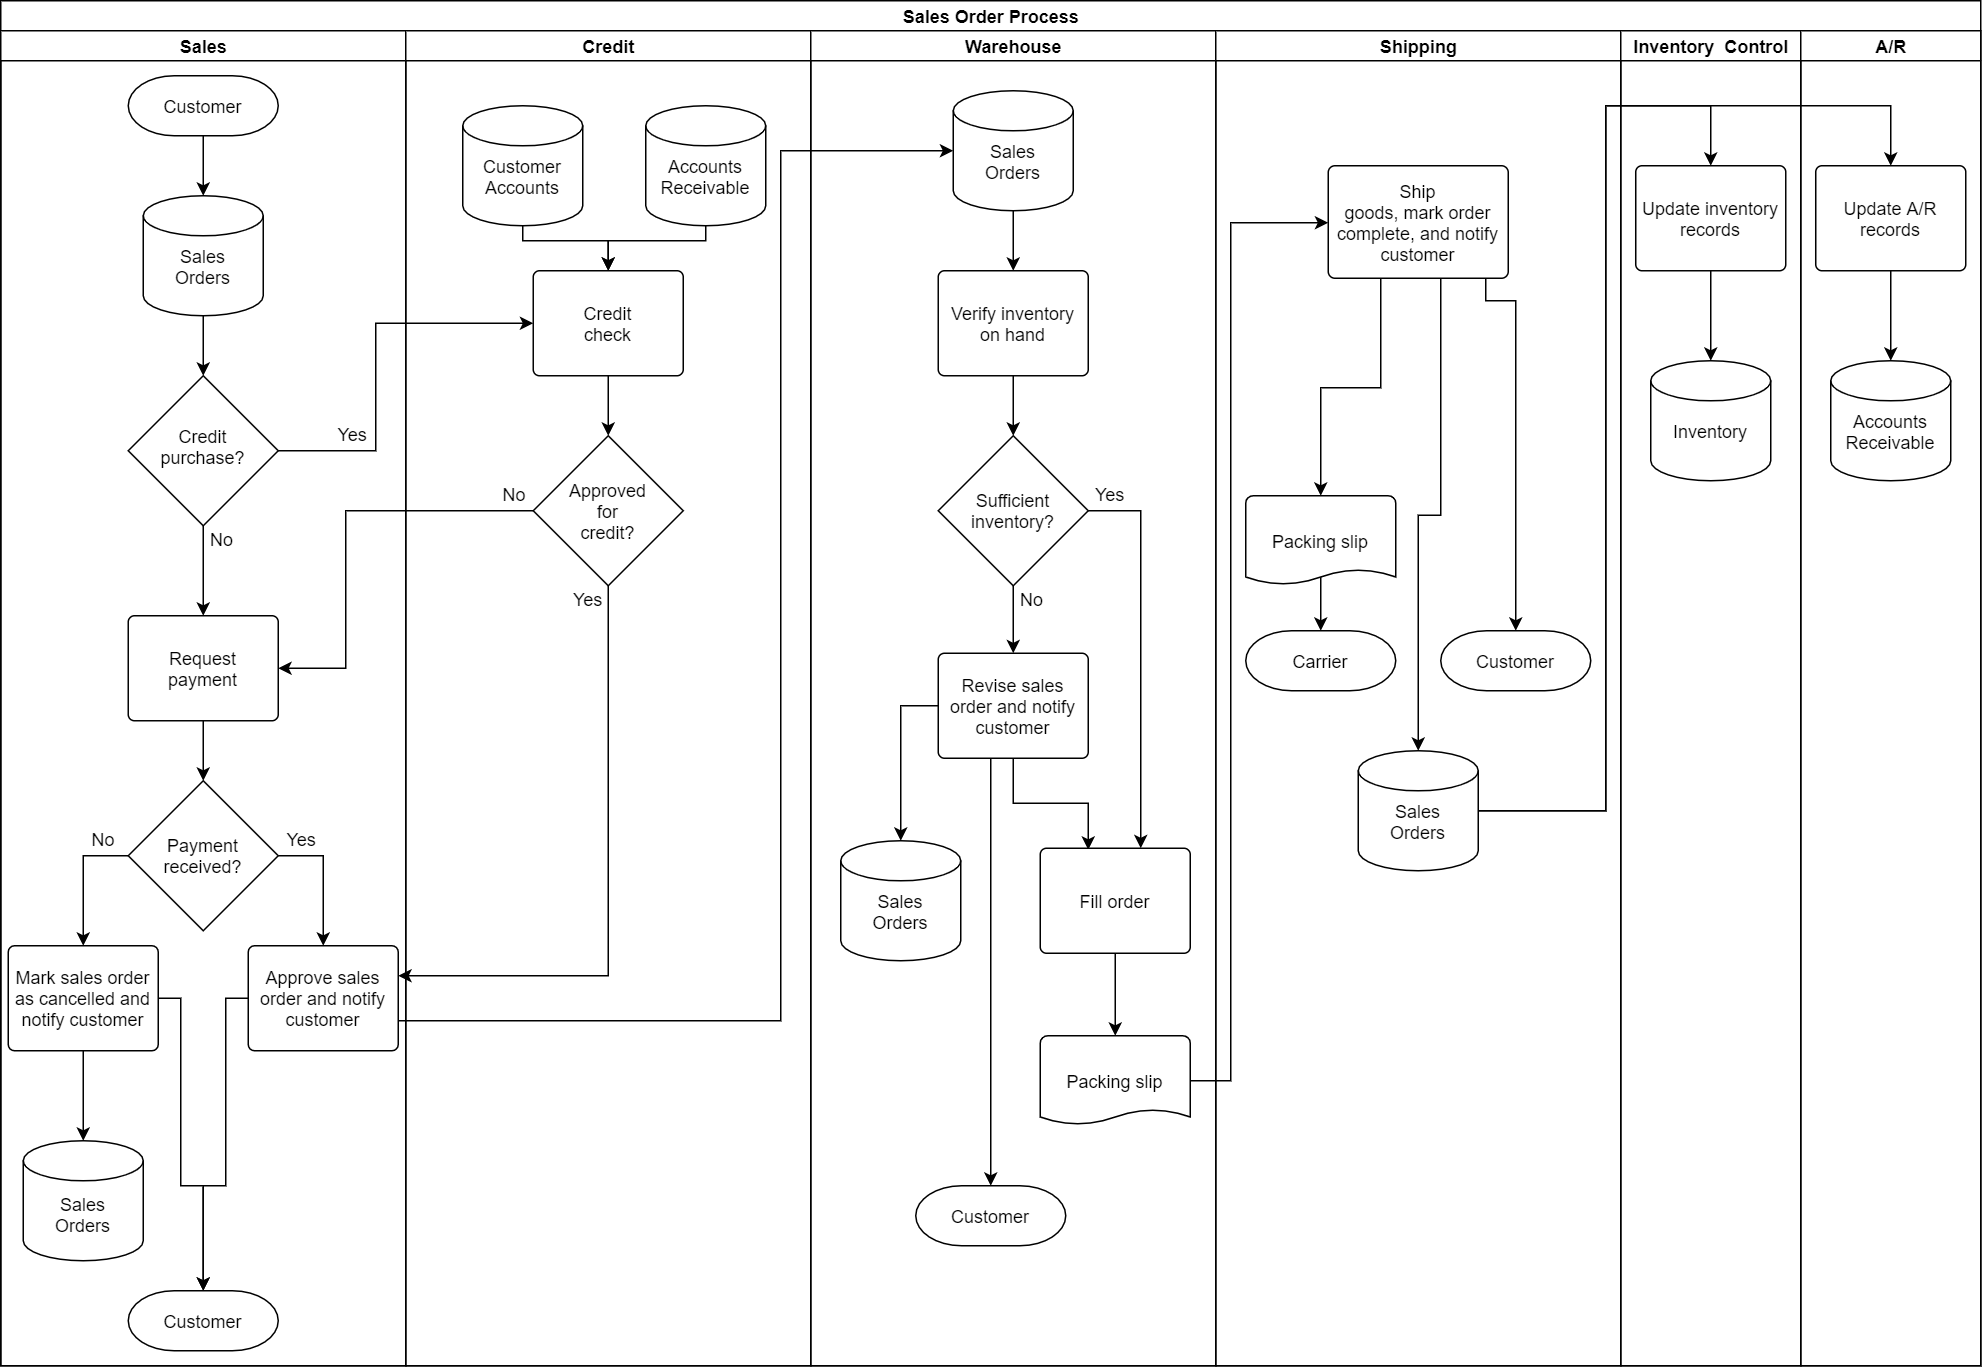 Sales Order Process
Sales
Credit
Warehouse
Shipping
Inventory  Control
A/R
Customer
Sales
Orders
Credit
purchase?
Yes
No
Request
payment
Payment
received?
No
Yes
Mark sales order
as cancelled and
notify customer
Approve sales
order and notify
customer
Sales
Orders
Customer
Customer
Accounts
Accounts
Receivable
Credit
check
Approved
for
credit?
No
Yes
Sales
Orders
Verify inventory
on hand
Sufficient
inventory?
Yes
No
Revise sales
order and notify
customer
Sales
Orders
Fill order
Packing slip
Customer
Ship
goods, mark order
complete, and notify
customer
Packing slip
Carrier
Customer
Sales
Orders
Update inventory
records
Inventory
Update A/R
records
Accounts
Receivable